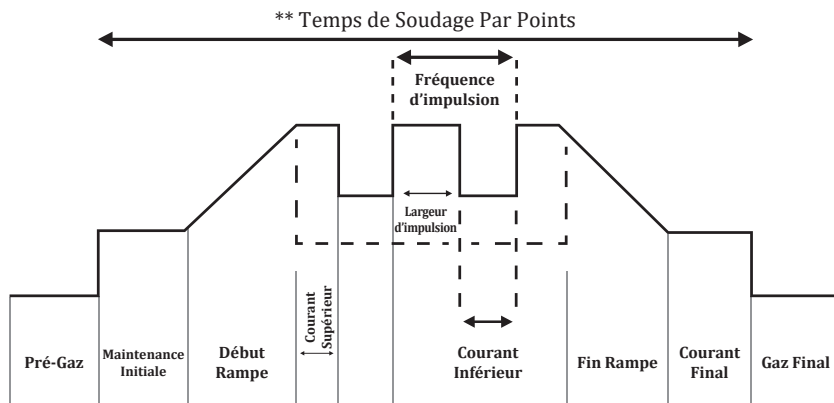 ** Temps de Soudage Par Points
Fréquence
d'impulsion
Largeur
d'impulsion
Courant
Supérieur
Pré-Gaz
Maintenance
Initiale
Début
Rampe
Courant
Inférieur
Fin Rampe
Courant
Final
Gaz Final